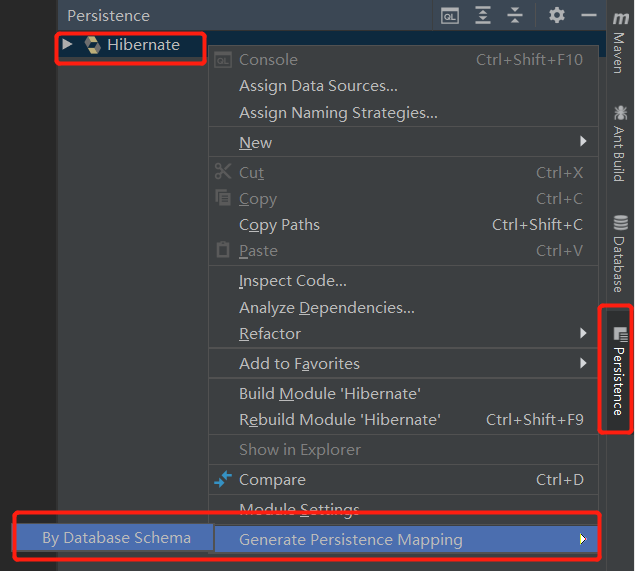 Persistence
Hibernate
QL Console Ctrl+Shift+F10
Assign Data Sources...
Assign Naming Strategies...
New
Cut Ctrl+X
Copy Ctrl+C
Copy Paths Ctrl+Shift+C
Paste Ctrl+V
Inspect Code...
Analyze Dependencies...
Refactor
Add to Favorites
Build Module 'Hibernate'
Rebuild Module 'Hibernate' Ctrl+Shift+F9
Show in Explorer
Compare Ctrl+D
Module Settings
Generate Persistence Mapping
By Database Schema
QL
m Maven
Ant Build
Database
Persistence